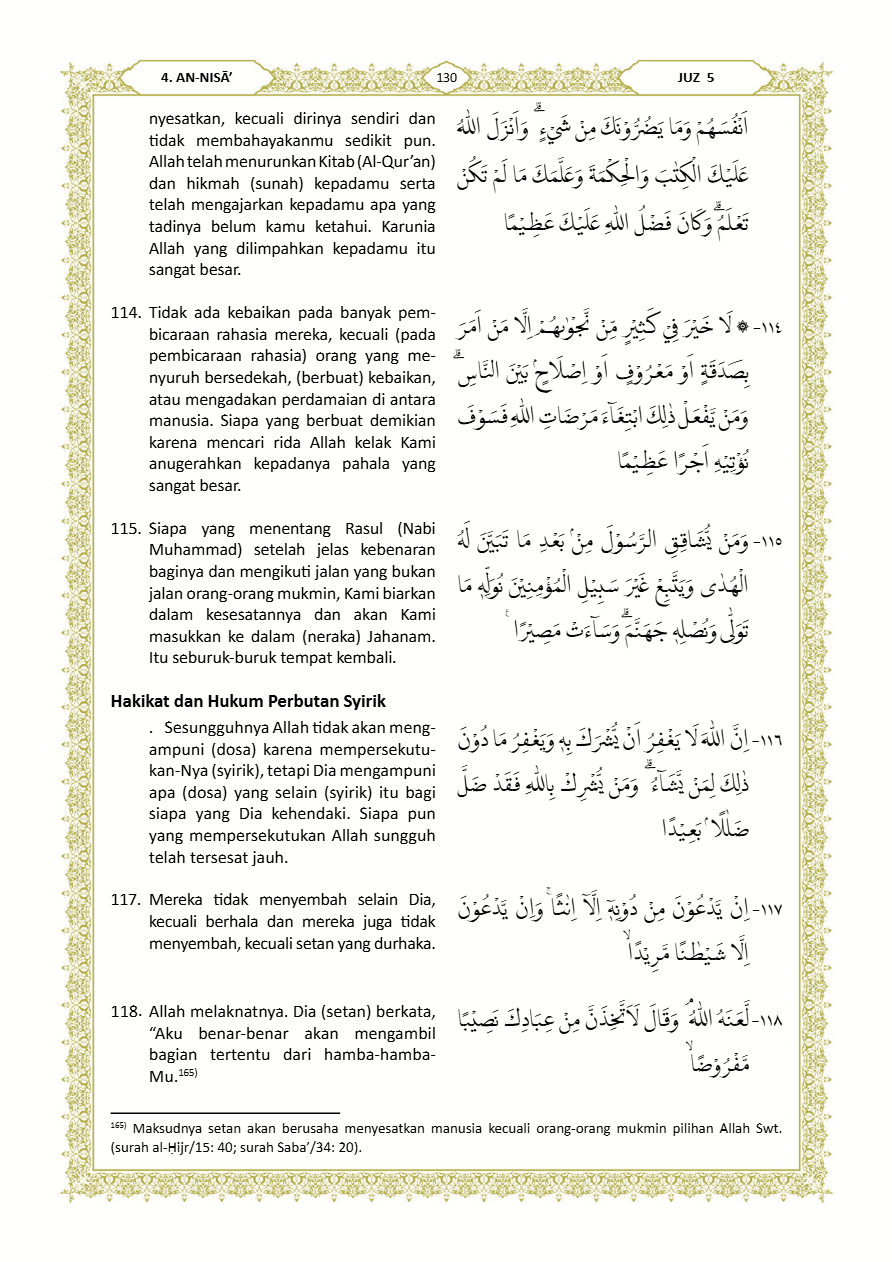 4. AN-NISĀ’
130
JUZ 5
nyesatkan, kecuali dirinya sendiri dan
tidak membahayakanmu sedikit pun.
Allah telah menurunkan Kitab (Al-Qur’an)
dan hikmah (sunah) kepadamu serta
telah mengajarkan kepadamu apa yang
tadinya belum kamu ketahui. Karunia
Allah yang dilimpahkan kepadamu itu
sangat besar.
اَنْفُسَهُمْ وَمَا يَضُرُّوْنَكَ مِنْ شَيْءٍ ۗ وَاَنْزَلَ اللّٰهُ
عَلَيْكَ الْكِتٰبَ وَالْحِكْمَةَ وَعَلَّمَكَ مَا لَمْ تَكُنْ
تَعْلَمُ ۗ وَكَانَ فَضْلُ اللّٰهِ عَلَيْكَ عَظِيْمًا
114. Tidak ada kebaikan pada banyak pem-
bicaraan rahasia mereka, kecuali (pada
pembicaraan rahasia) orang yang me-
nyuruh bersedekah, (berbuat) kebaikan,
atau mengadakan perdamaian di antara
manusia. Siapa yang berbuat demikian
karena mencari rida Allah kelak Kami
anugerahkan kepadanya pahala yang
sangat besar.
١١٤- ۞ لَا خَيْرَ فِيْ كَثِيْرٍ مِّنْ نَّجْوٰىهُمْ اِلَّا مَنْ اَمَرَ
بِصَدَقَةٍ اَوْ مَعْرُوْفٍ اَوْ اِصْلَاحٍۢ بَيْنَ النَّاسِۗ
وَمَنْ يَّفْعَلْ ذٰلِكَ ابْتِغَاۤءَ مَرْضَاتِ اللّٰهِ فَسَوْفَ
نُؤْتِيْهِ اَجْرًا عَظِيْمًا
115. Siapa yang menentang Rasul (Nabi
Muhammad) setelah jelas kebenaran
baginya dan mengikuti jalan yang bukan
jalan orang-orang mukmin, Kami biarkan
dalam kesesatannya dan akan Kami
masukkan ke dalam (neraka) Jahanam.
Itu seburuk-buruk tempat kembali.
١١٥- وَمَنْ يُّشَاقِقِ الرَّسُوْلَ مِنْۢ بَعْدِ مَا تَبَيَّنَ لَهُ
الْهُدٰى وَيَتَّبِعْ غَيْرَ سَبِيْلِ الْمُؤْمِنِيْنَ نُوَلِّهٖ مَا
تَوَلّٰى وَنُصْلِهٖ جَهَنَّمَۗ وَسَاۤءَتْ مَصِيْرًا ࣖ
Hakikat dan Hukum Perbutan Syirik
. Sesungguhnya Allah tidak akan meng-
ampuni (dosa) karena mempersekutu-
kan-Nya (syirik), tetapi Dia mengampuni
apa (dosa) yang selain (syirik) itu bagi
siapa yang Dia kehendaki. Siapa pun
yang mempersekutukan Allah sungguh
telah tersesat jauh.
١١٦- اِنَّ اللّٰهَ لَا يَغْفِرُ اَنْ يُّشْرَكَ بِهٖ وَيَغْفِرُ مَا دُوْنَ
ذٰلِكَ لِمَنْ يَّشَاۤءُ ۗ وَمَنْ يُّشْرِكْ بِاللّٰهِ فَقَدْ ضَلَّ
ضَلٰلًاۢ بَعِيْدًا
117. Mereka tidak menyembah selain Dia,
kecuali berhala dan mereka juga tidak
menyembah, kecuali setan yang durhaka.
١١٧- اِنْ يَّدْعُوْنَ مِنْ دُوْنِهٖٓ اِلَّآ اِنٰثًاۚ وَاِنْ يَّدْعُوْنَ
اِلَّا شَيْطٰنًا مَّرِيْدًاۙ
118. Allah melaknatnya. Dia (setan) berkata,
“Aku benar-benar akan mengambil
bagian tertentu dari hamba-hamba-
Mu.¹⁶⁵⁾
١١٨- لَّعَنَهُ اللّٰهُ ۘ وَقَالَ لَاَتَّخِذَنَّ مِنْ عِبَادِكَ نَصِيْبًا
مَّفْرُوْضًاۙ
¹⁶⁵⁾ Maksudnya setan akan berusaha menyesatkan manusia kecuali orang-orang mukmin pilihan Allah Swt.
(surah al-Ḥijr/15: 40; surah Saba’/34: 20).